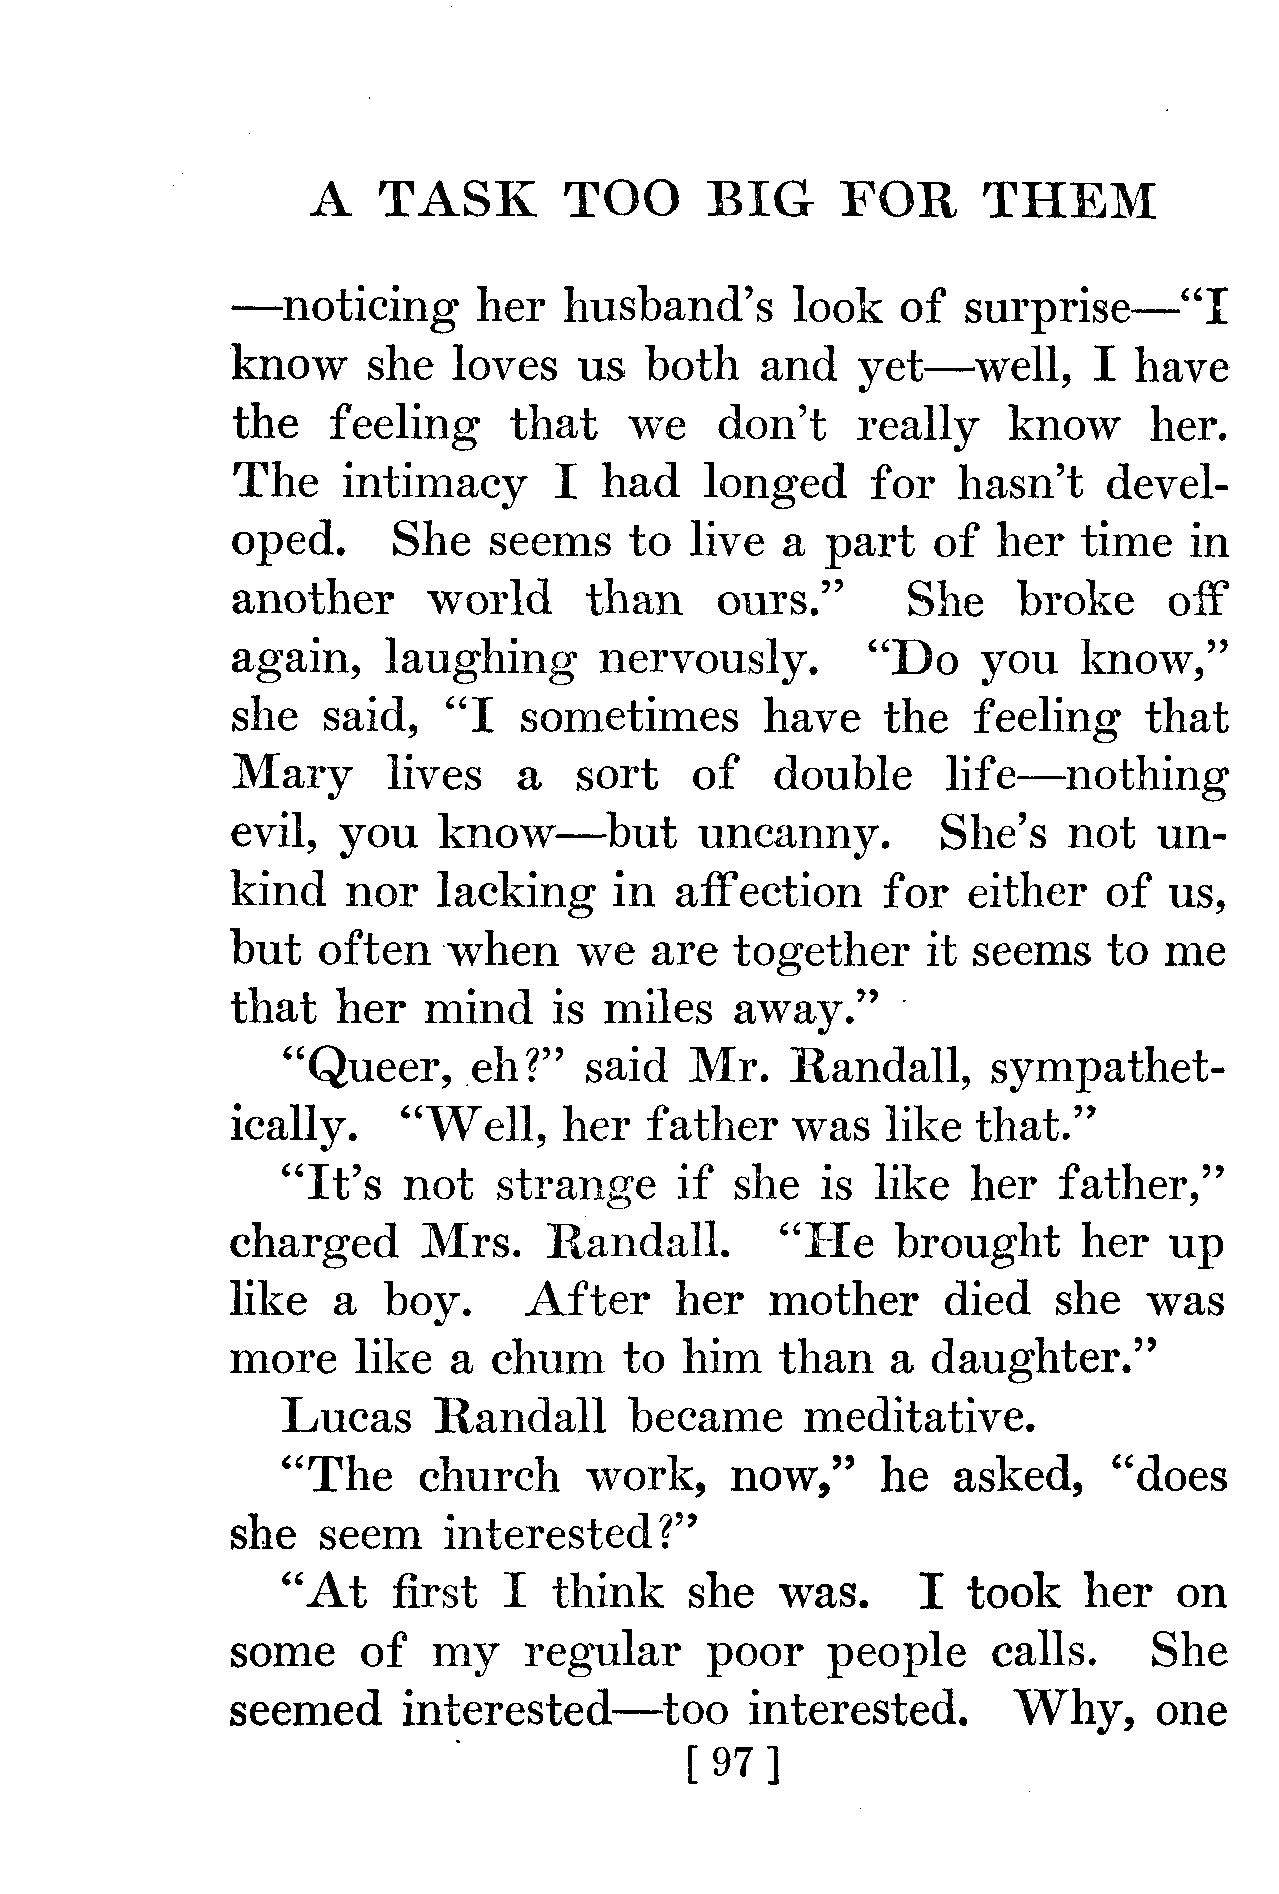 A TASK TOO BIG FOR THEM
—noticing her husband's look of surprise—“I
know she loves us both and yet—well, I have
the feeling that we don't really know her.
The intimacy I had longed for hasn't devel-
oped. She seems to live a part of her time in
another world than ours.” She broke off
again, laughing nervously. “Do you know,”
she said, “I sometimes have the feeling that
Mary lives a sort of double life—nothing
evil, you know—but uncanny. She's not un-
kind nor lacking in affection for either of us,
but often when we are together it seems to me
that her mind is miles away.”
“Queer, eh?” said Mr. Randall, sympathet-
ically. “Well, her father was like that.”
“It's not strange if she is like her father,”
charged Mrs. Randall. “He brought her up
like a boy. After her mother died she was
more like a chum to him than a daughter.”
Lucas Randall became meditative.
“The church work, now,” he asked, “does
she seem interested?”
“At first I think she was. I took her on
some of my regular poor people calls. She
seemed interested—too interested. Why, one
[ 97 ]